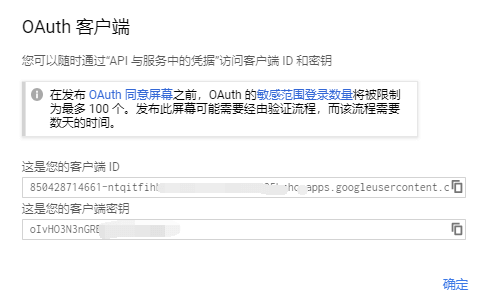 OAuth 客户端
您可以随时通过“API 与服务中的凭据”访问客户端 ID 和密钥
在发布 OAuth 同意屏幕之前，OAuth 的敏感范围登录数量将被限制
为最多 100 个。发布此屏幕可能需要经由验证流程，而该流程需要
数天的时间。
这是您的客户端 ID
850428714661-ntqitfih apps.googleusercontent.c
这是您的客户端密钥
oIvHO3N3nGR
确定